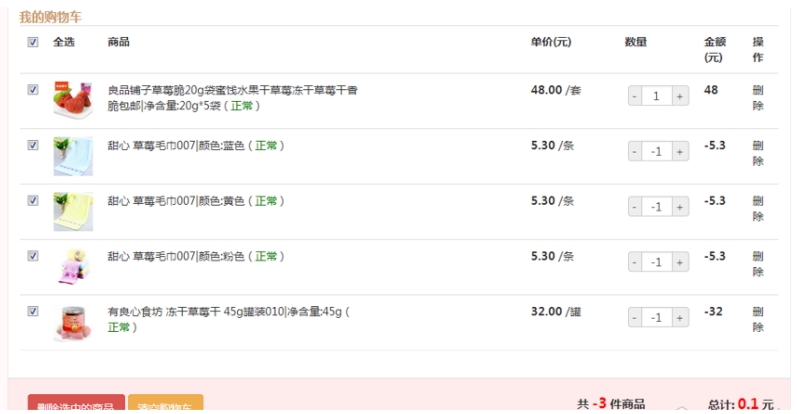 我的购物车
全选 商品 单价(元) 数量 金额(元) 操作
良品铺子草莓脆20g袋蜜饯水果干草莓冻干草莓干香 48.00 /套 - 1 + 48 删除
脆包邮|净含量:20g*5袋 ( 正常 )
甜心 草莓毛巾007|颜色:蓝色 ( 正常 ) 5.30 /条 - -1 + -5.3 删除
甜心 草莓毛巾007|颜色:黄色 ( 正常 ) 5.30 /条 - -1 + -5.3 删除
甜心 草莓毛巾007|颜色:粉色 ( 正常 ) 5.30 /条 - -1 + -5.3 删除
有良心食坊 冻干草莓干 45g罐装010|净含量:45g ( 32.00 /罐 - -1 + -32 删除
正常 )
删除选中的商品 清空购物车 共 -3 件商品 总计: 0.1 元